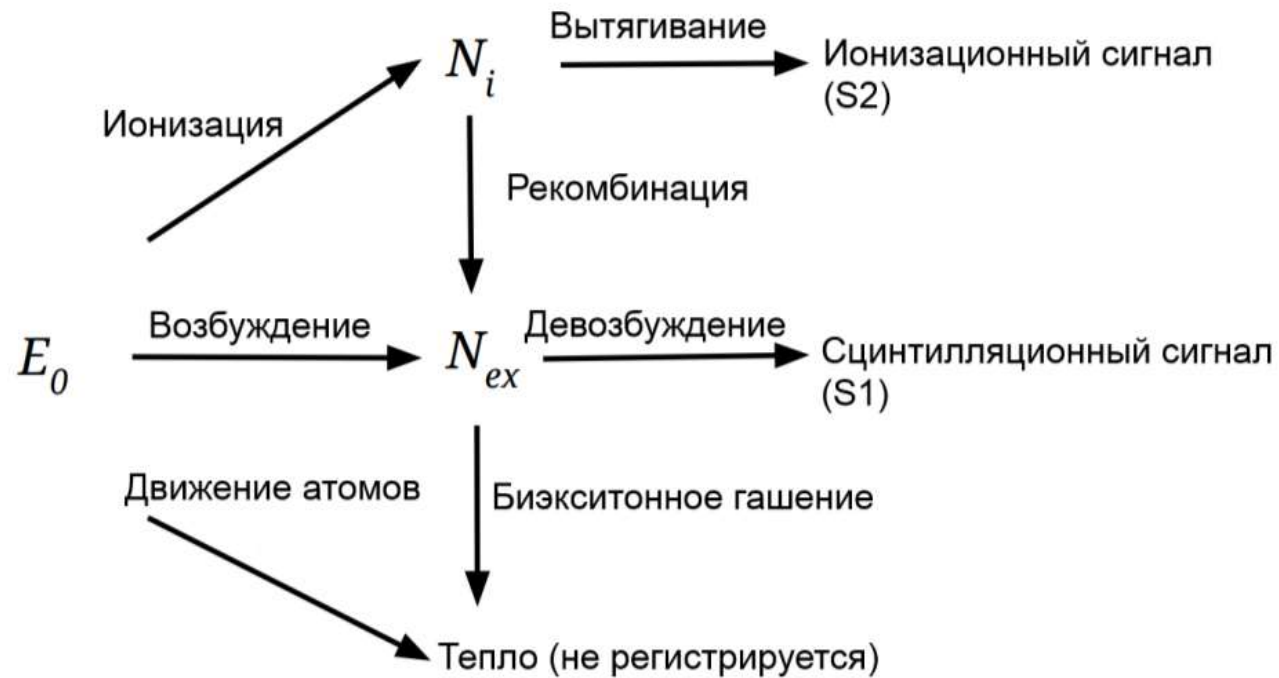 Вытягивание
N_i
Ионизационный сигнал
(S2)
Ионизация
Рекомбинация
Возбуждение
Девозбуждение
E_0
N_ex
Сцинтилляционный сигнал
(S1)
Движение атомов
Биэкситонное гашение
Тепло (не регистрируется)